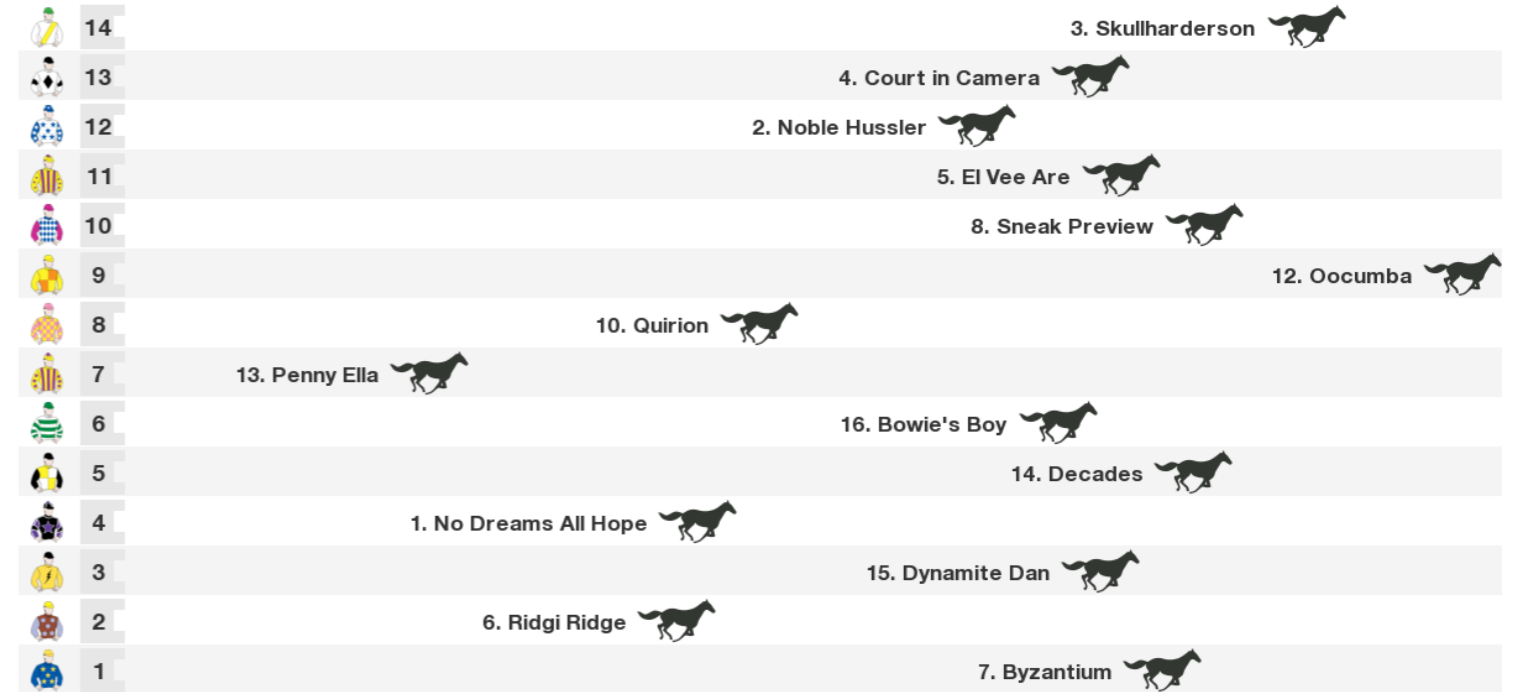 14 3. Skullharderson
13 4. Court in Camera
12 2. Noble Hussler
11 5. El Vee Are
10 8. Sneak Preview
9 12. Oocumba
8 10. Quirion
7 13. Penny Ella
6 16. Bowie's Boy
5 14. Decades
4 1. No Dreams All Hope
3 15. Dynamite Dan
2 6. Ridgi Ridge
1 7. Byzantium